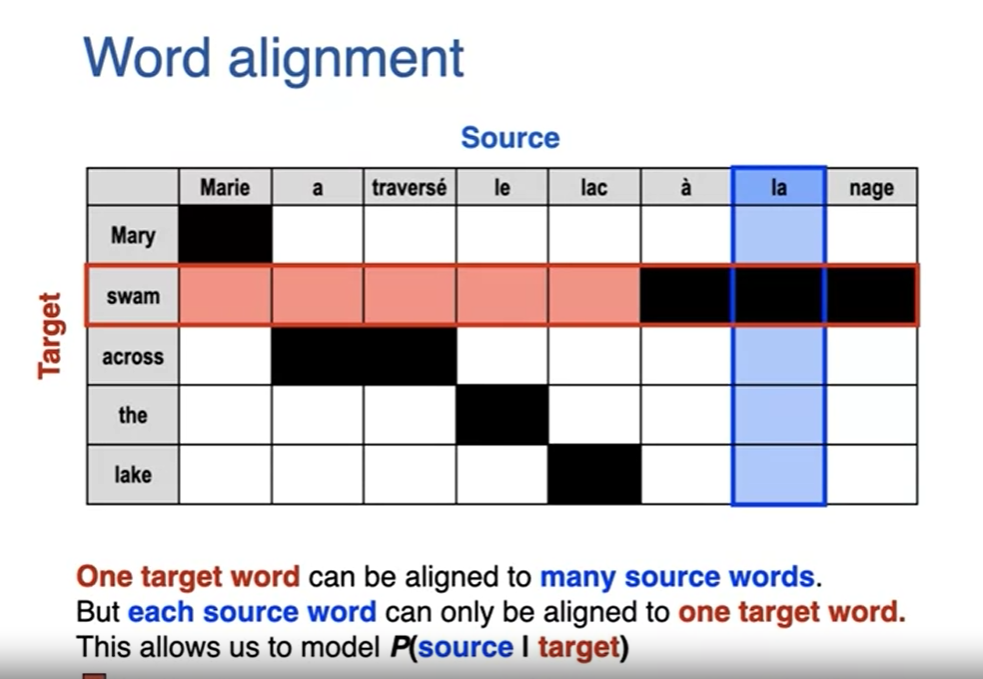 Word alignment
Source
Marie a traversé le lac à la nage
Target
Mary
swam
across
the
lake
One target word can be aligned to many source words.
But each source word can only be aligned to one target word.
This allows us to model P(source | target)